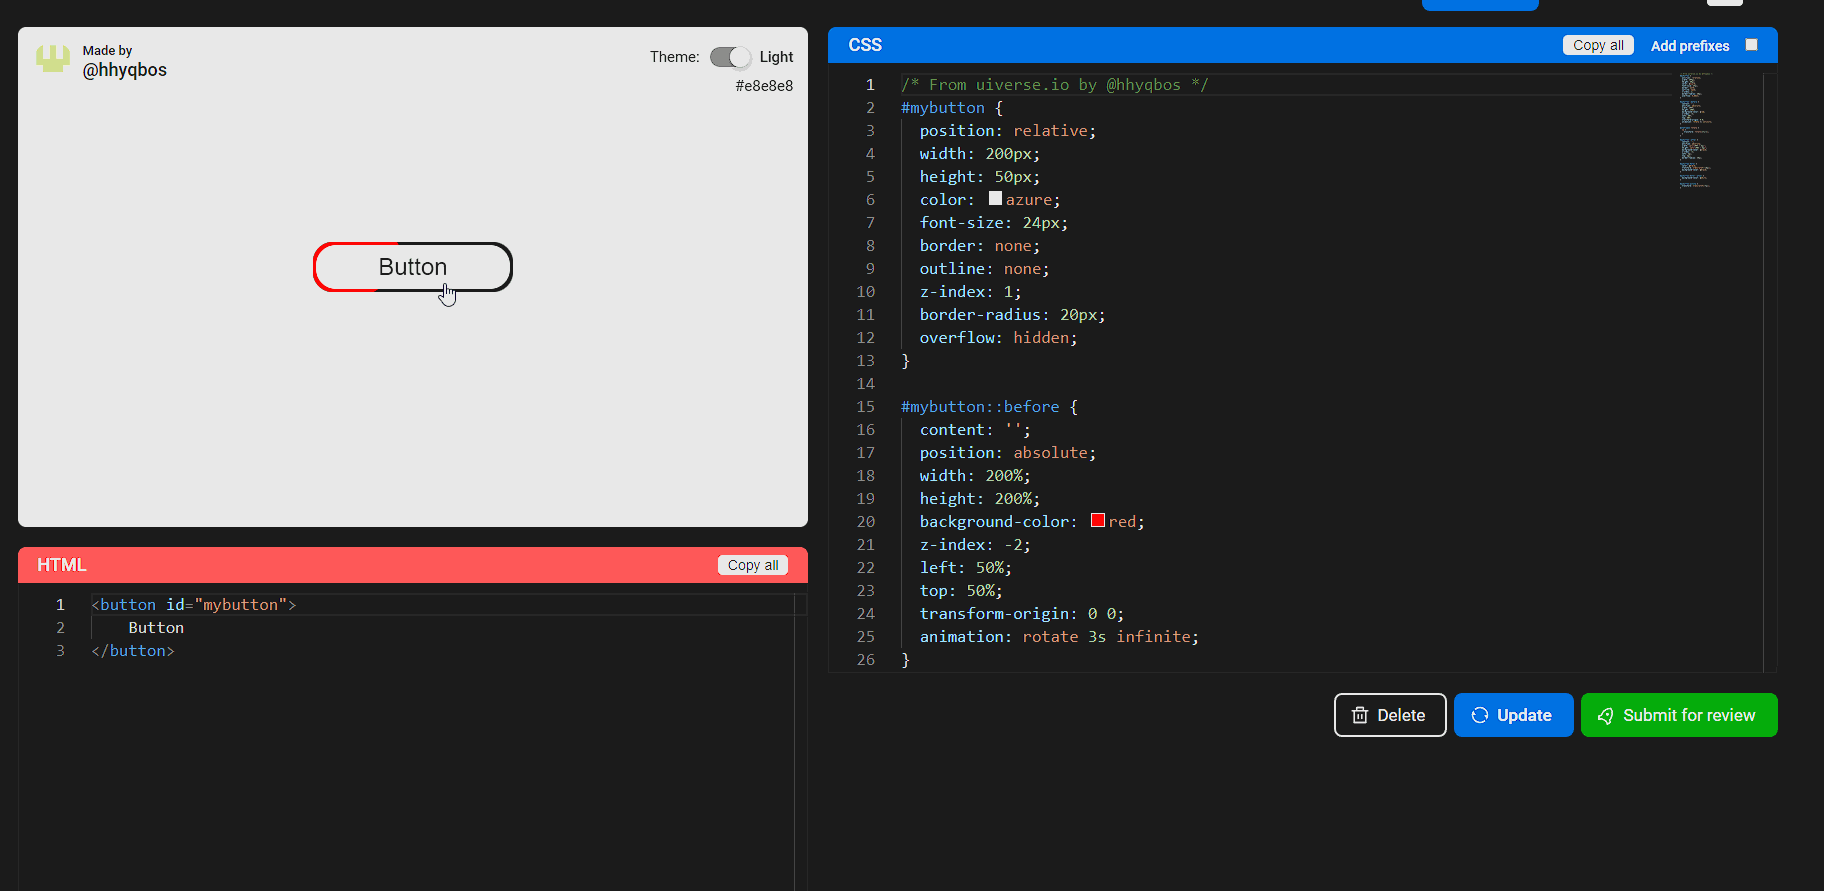 Made by
@hhyqbos
Theme: Light
#e8e8e8
Button
HTML Copy all
1 <button id="mybutton">
2 Button
3 </button>
CSS Copy all Add prefixes
1 /* From uiverse.io by @hhyqbos */
2 #mybutton {
3 position: relative;
4 width: 200px;
5 height: 50px;
6 color: azure;
7 font-size: 24px;
8 border: none;
9 outline: none;
10 z-index: 1;
11 border-radius: 20px;
12 overflow: hidden;
13 }
14
15 #mybutton::before {
16 content: '';
17 position: absolute;
18 width: 200%;
19 height: 200%;
20 background-color: red;
21 z-index: -2;
22 left: 50%;
23 top: 50%;
24 transform-origin: 0 0;
25 animation: rotate 3s infinite;
26 }
Delete Update Submit for review